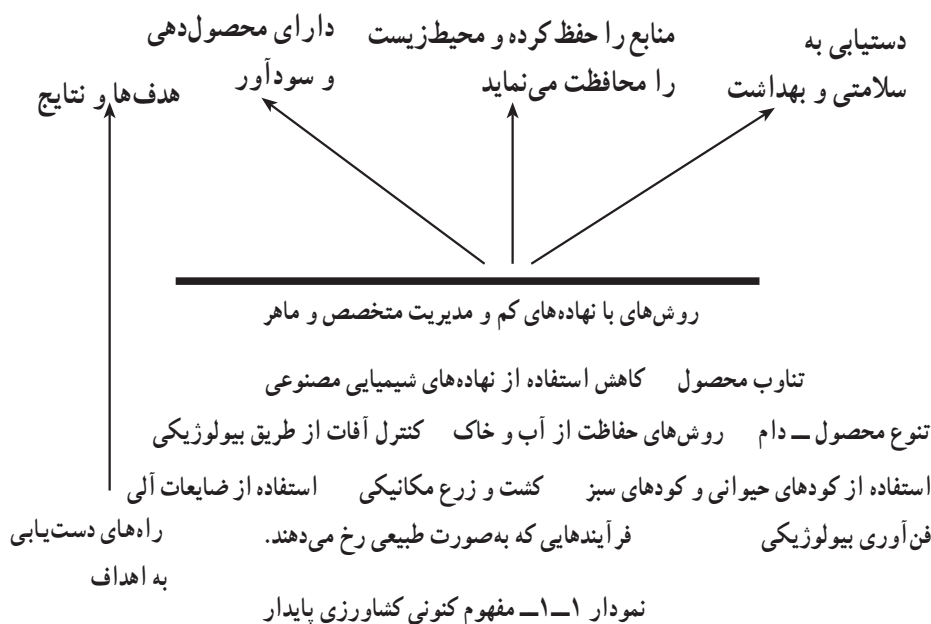 دستیابی به
سلامتی و بهداشت
منابع را حفظ کرده و محیط‌زیست
را محافظت می‌نماید
دارای محصول‌دهی
و سودآور
هدف‌ها و نتایج
روش‌های با نهاده‌های کم و مدیریت متخصص و ماهر
تناوب محصول    کاهش استفاده از نهاده‌های شیمیایی مصنوعی
تنوع محصول ــ دام    روش‌های حفاظت از آب و خاک    کنترل آفات از طریق بیولوژیکی
استفاده از کودهای حیوانی و کودهای سبز    کشت و زرع مکانیکی    استفاده از ضایعات آلی
فن‌آوری بیولوژیکی    فرآیندهایی که به‌صورت طبیعی رخ می‌دهند.
راه‌های دست‌یابی
به اهداف
نمودار ۱ــ۱ــ مفهوم کنونی کشاورزی پایدار